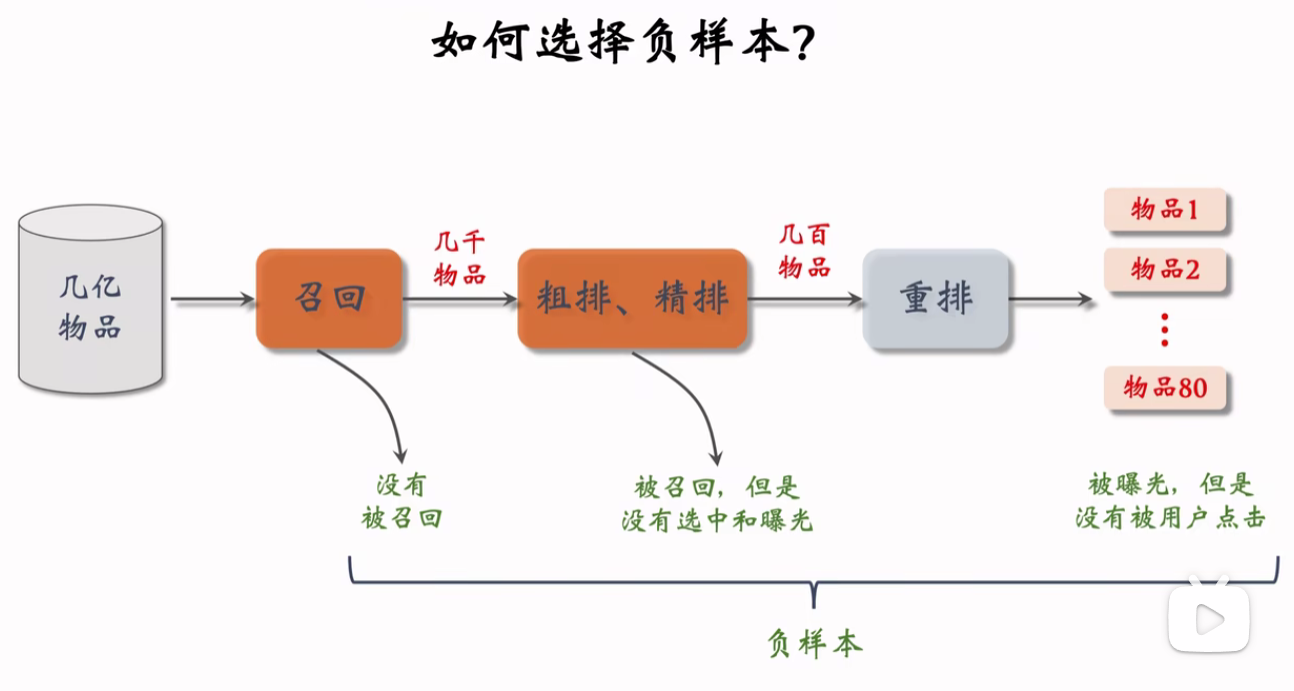 如何选择负样本?
几亿
物品
召回
几千
物品
粗排、精排
几百
物品
重排
物品1
物品2
物品80
没有
被召回
被召回，但是
没有选中和曝光
被曝光，但是
没有被用户点击
负样本